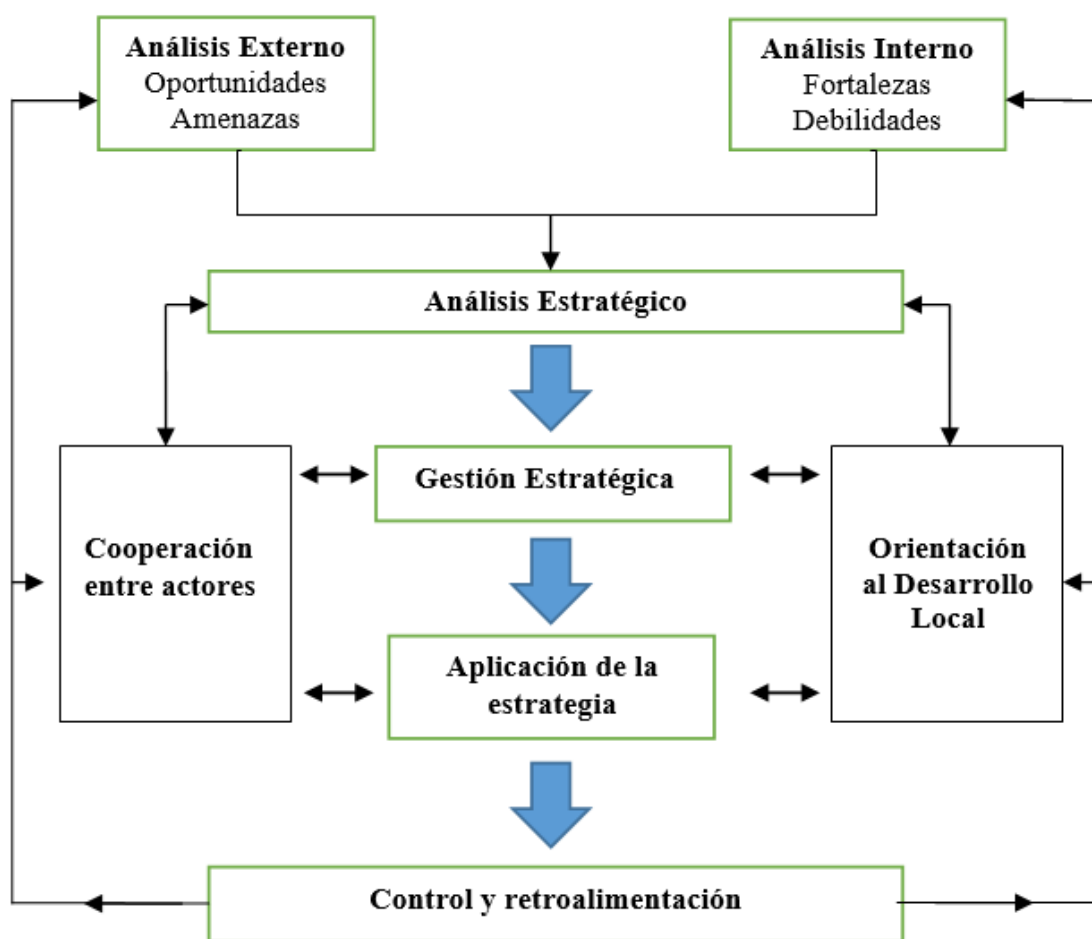 Análisis Externo
Oportunidades
Amenazas
Análisis Interno
Fortalezas
Debilidades
Análisis Estratégico
Gestión Estratégica
Cooperación
entre actores
Orientación
al Desarrollo
Local
Aplicación de la
estrategia
Control y retroalimentación